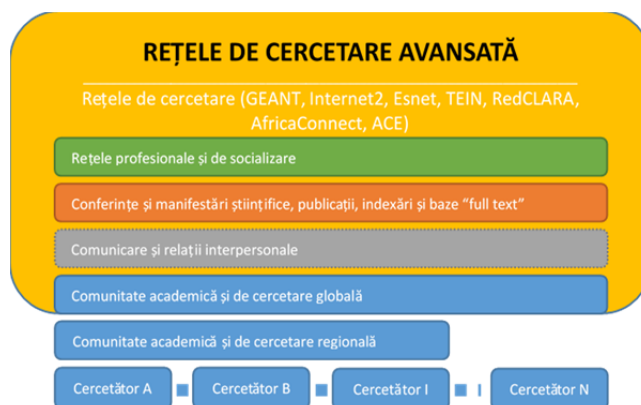 REȚELE DE CERCETARE AVANSATĂ
Rețele de cercetare (GEANT, Internet2, Esnet, TEIN, RedCLARA,
AfricaConnect, ACE)
Rețele profesionale și de socializare
Conferințe și manifestări științifice, publicații, indexări și baze “full text”
Comunicare și relații interpersonale
Comunitate academică și de cercetare globală
Comunitate academică și de cercetare regională
Cercetător A
Cercetător B
Cercetător I
Cercetător N